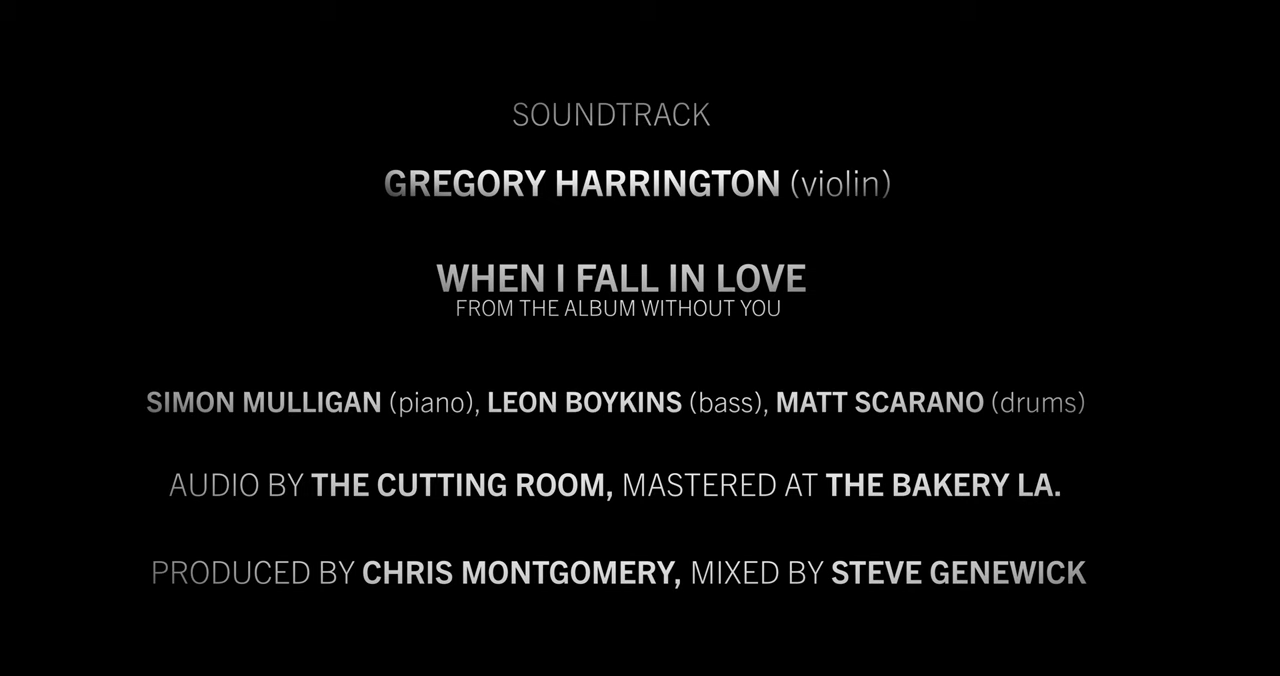 SOUNDTRACK
GREGORY HARRINGTON (violin)
WHEN I FALL IN LOVE
FROM THE ALBUM WITHOUT YOU
SIMON MULLIGAN (piano), LEON BOYKINS (bass), MATT SCARANO (drums)
AUDIO BY THE CUTTING ROOM, MASTERED AT THE BAKERY LA.
PRODUCED BY CHRIS MONTGOMERY, MIXED BY STEVE GENEWICK